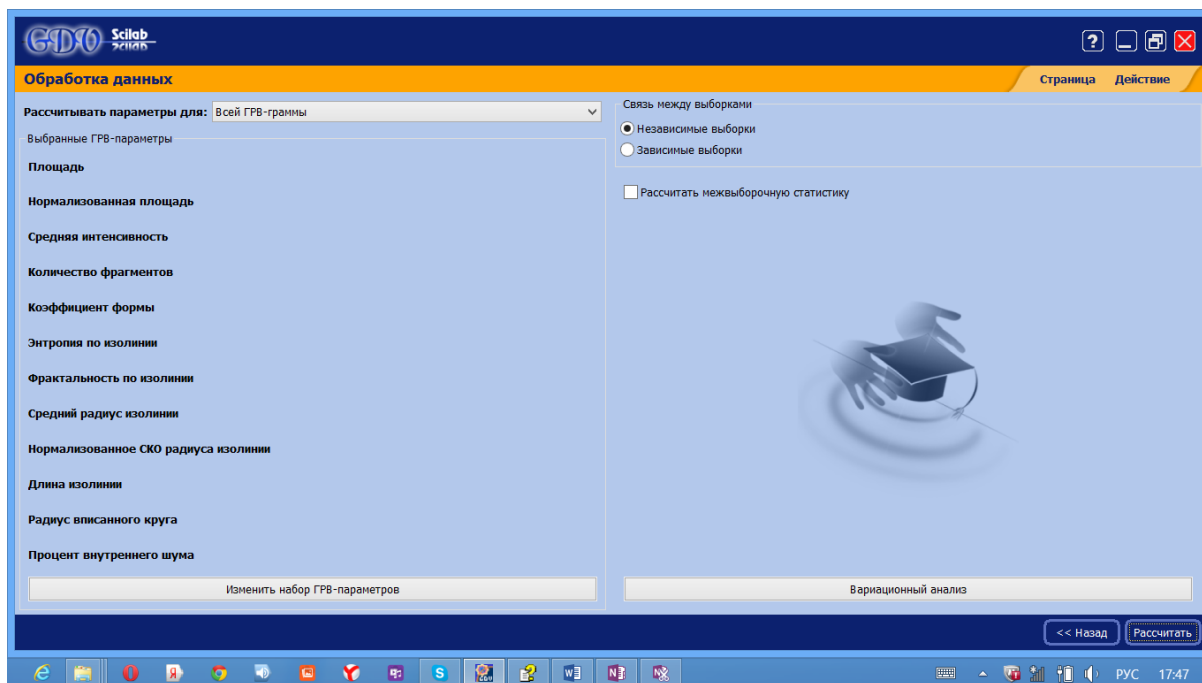 GDV Scilab
Обработка данных
Страница Действие
Рассчитывать параметры для: Всей ГРВ-граммы
Выбранные ГРВ-параметры
Площадь
Нормализованная площадь
Средняя интенсивность
Количество фрагментов
Коэффициент формы
Энтропия по изолинии
Фрактальность по изолинии
Средний радиус изолинии
Нормализованное СКО радиуса изолинии
Длина изолинии
Радиус вписанного круга
Процент внутреннего шума
Изменить набор ГРВ-параметров
Связь между выборками
Независимые выборки
Зависимые выборки
Рассчитать межвыборочную статистику
Вариационный анализ
<< Назад Рассчитать
РУС 17:47